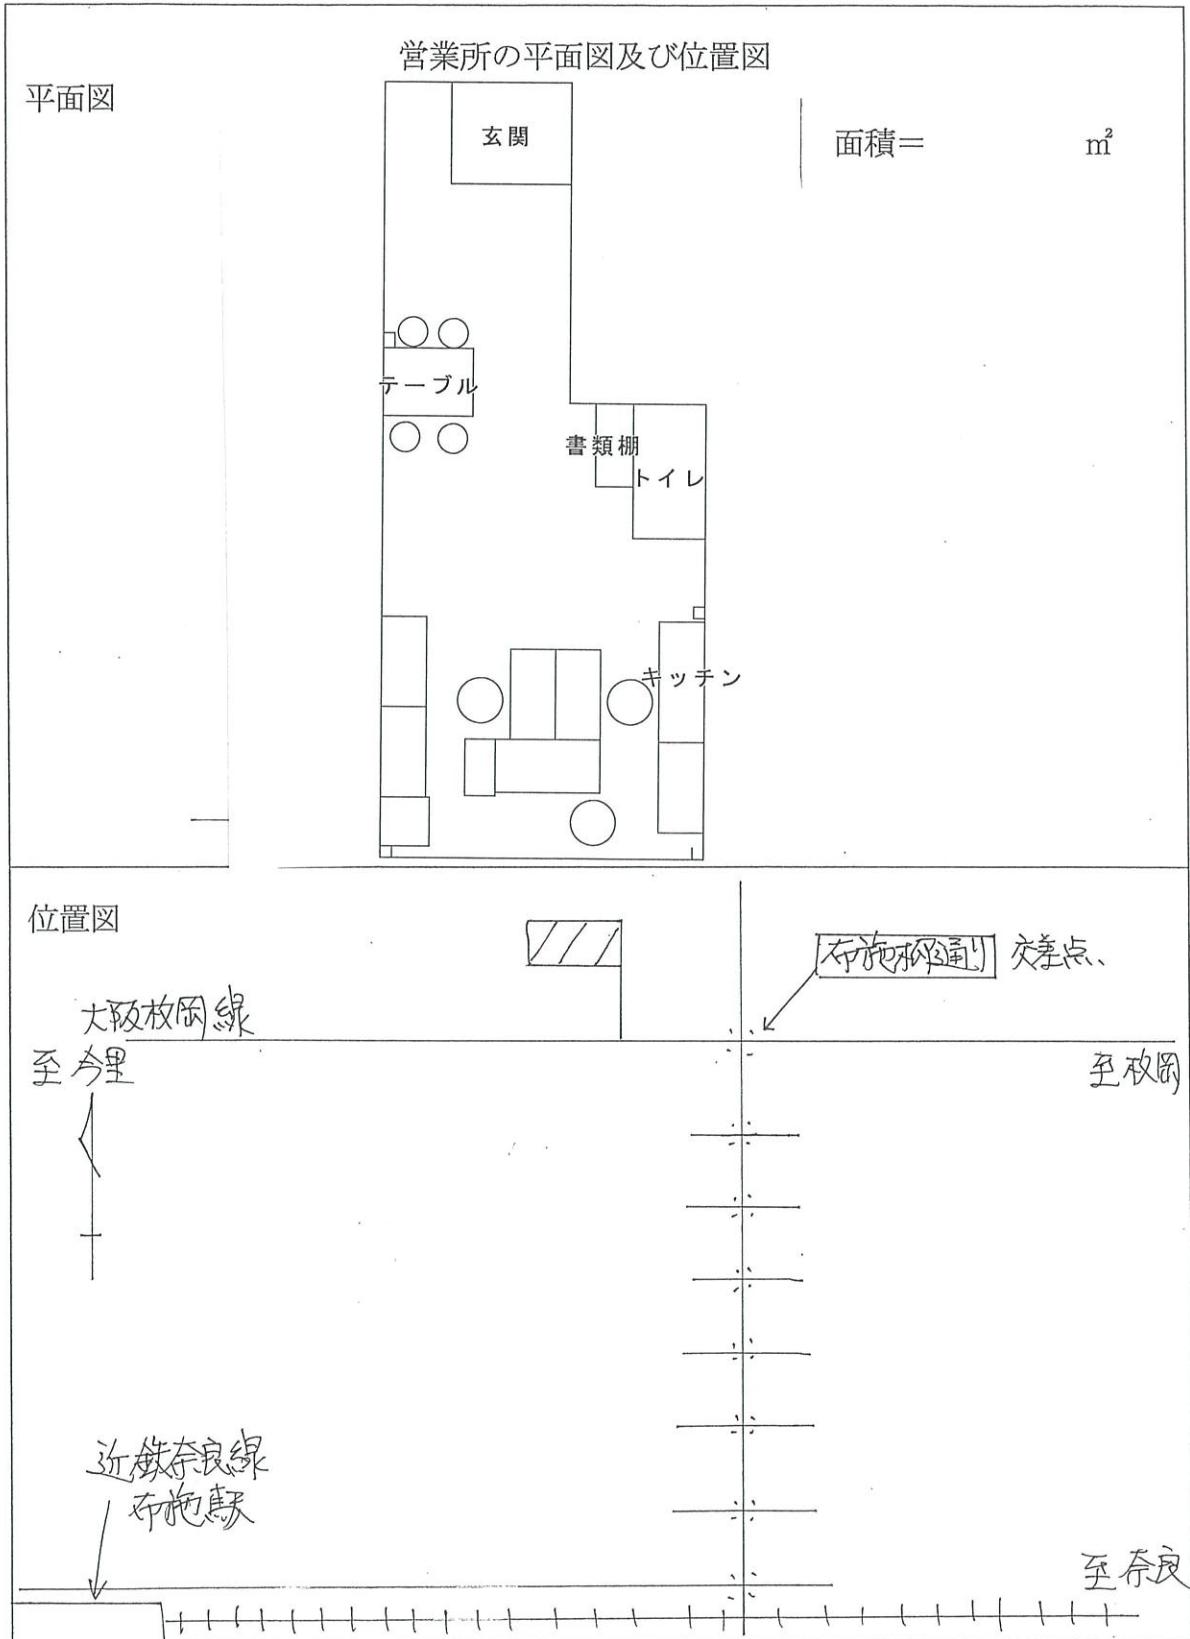 営業所の平面図及び位置図
平面図
面積＝　　　　㎡
玄関
テーブル
書類棚
トイレ
キッチン
位置図
布施柳通り 交差点、
大阪枚岡線
至 今里
至 枚岡
近鉄奈良線
布施駅
至 奈良